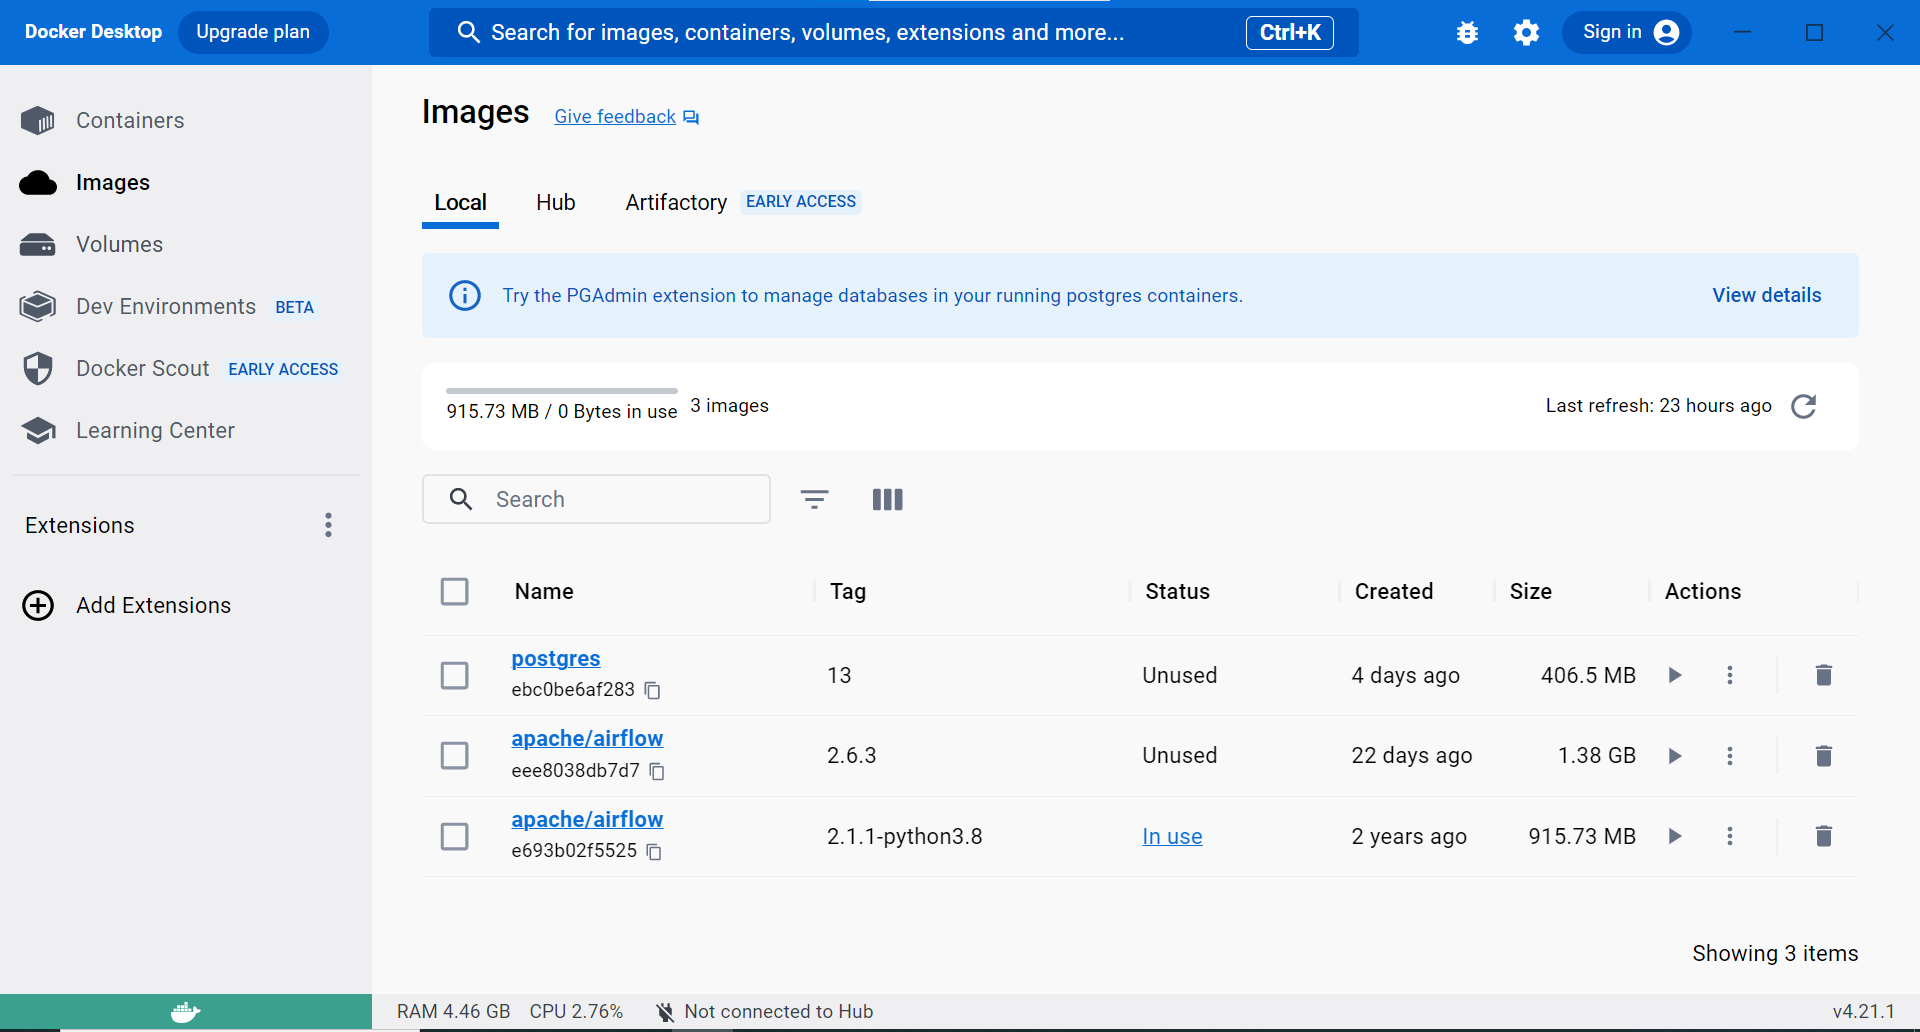 Docker Desktop
Upgrade plan
Search for images, containers, volumes, extensions and more...
Ctrl+K
Sign in
Containers
Images
Volumes
Dev Environments BETA
Docker Scout EARLY ACCESS
Learning Center
Extensions
Add Extensions
Images
Give feedback
Local
Hub
Artifactory EARLY ACCESS
Try the PGAdmin extension to manage databases in your running postgres containers.
View details
915.73 MB / 0 Bytes in use
3 images
Last refresh: 23 hours ago
Search
Name Tag Status Created Size Actions
postgres
ebc0be6af283
13 Unused 4 days ago 406.5 MB
apache/airflow
eee8038db7d7
2.6.3 Unused 22 days ago 1.38 GB
apache/airflow
e693b02f5525
2.1.1-python3.8 In use 2 years ago 915.73 MB
Showing 3 items
RAM 4.46 GB CPU 2.76% Not connected to Hub
v4.21.1